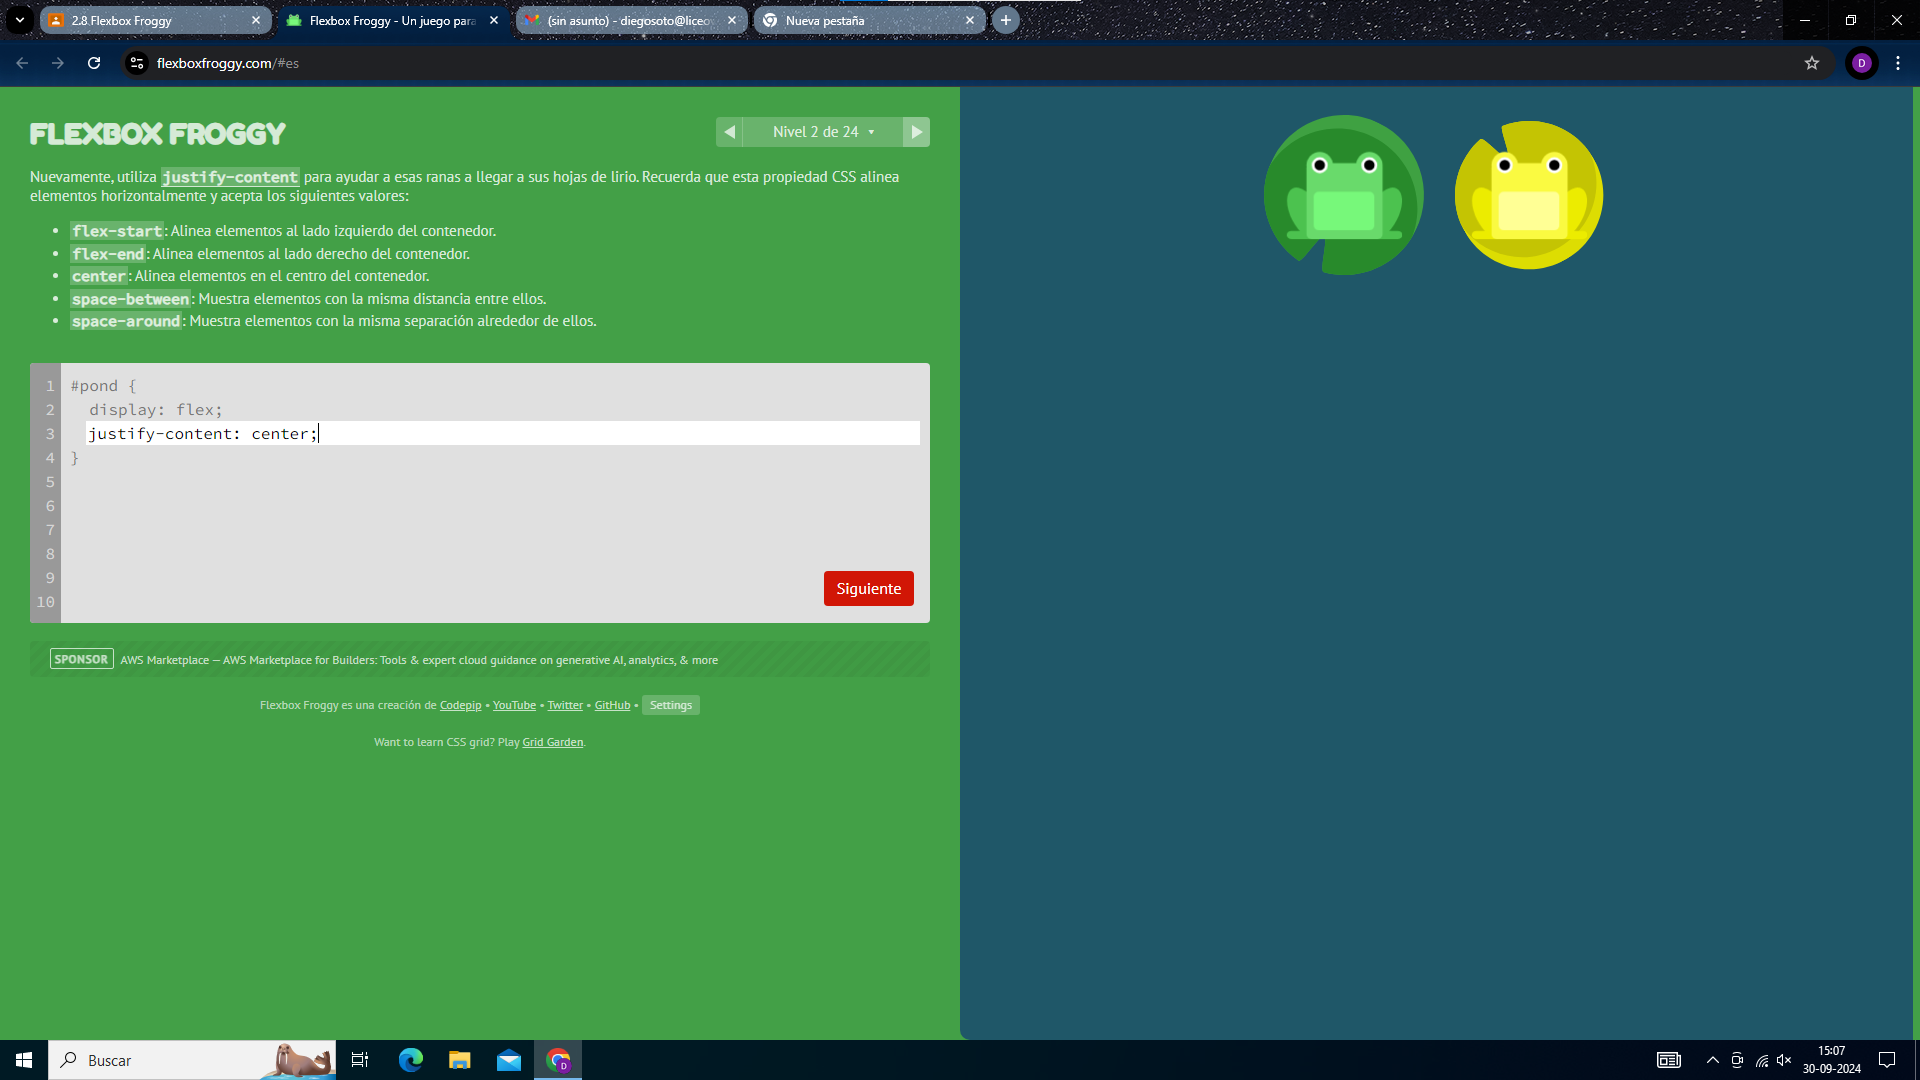 2.8 Flexbox Froggy
Flexbox Froggy - Un juego para
(sin asunto) - diegosoto@liceo
Nueva pestaña
flexboxfroggy.com/#es
D
FLEXBOX FROGGY
Nivel 2 de 24
Nuevamente, utiliza justify-content para ayudar a esas ranas a llegar a sus hojas de lirio. Recuerda que esta propiedad CSS alinea
elementos horizontalmente y acepta los siguientes valores:
• flex-start: Alinea elementos al lado izquierdo del contenedor.
• flex-end: Alinea elementos al lado derecho del contenedor.
• center: Alinea elementos en el centro del contenedor.
• space-between: Muestra elementos con la misma distancia entre ellos.
• space-around: Muestra elementos con la misma separación alrededor de ellos.
1 #pond {
2 display: flex;
3 justify-content: center;
4 }
5
6
7
8
9
10
Siguiente
SPONSOR AWS Marketplace — AWS Marketplace for Builders: Tools & expert cloud guidance on generative AI, analytics, & more
Flexbox Froggy es una creación de Codepip • YouTube • Twitter • GitHub • Settings
Want to learn CSS grid? Play Grid Garden.
Buscar
D
15:07
30-09-2024